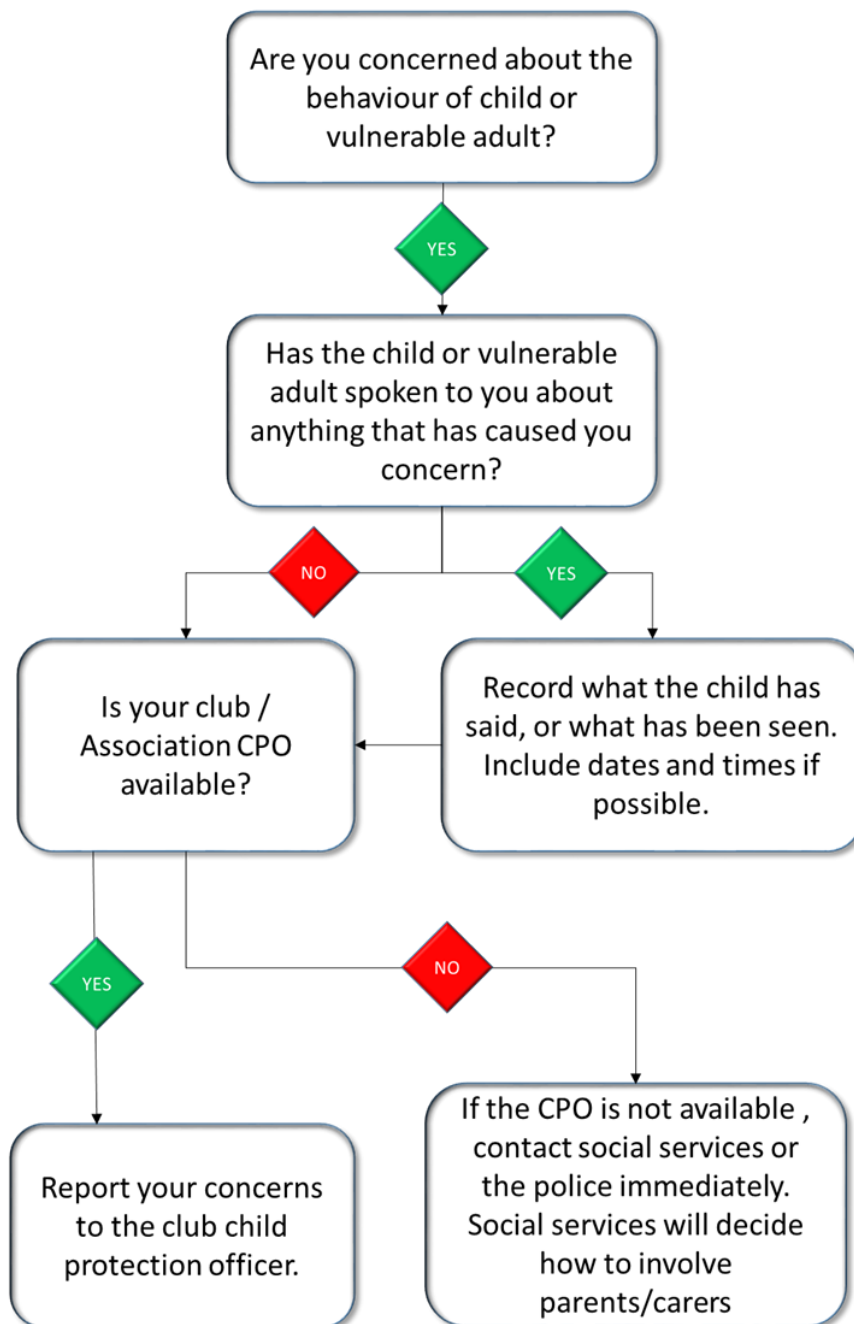 Are you concerned about the
behaviour of child or
vulnerable adult?
YES
Has the child or vulnerable
adult spoken to you about
anything that has caused you
concern?
NO
YES
Is your club /
Association CPO
available?
Record what the child has
said, or what has been seen.
Include dates and times if
possible.
YES
NO
Report your concerns
to the club child
protection officer.
If the CPO is not available ,
contact social services or
the police immediately.
Social services will decide
how to involve
parents/carers